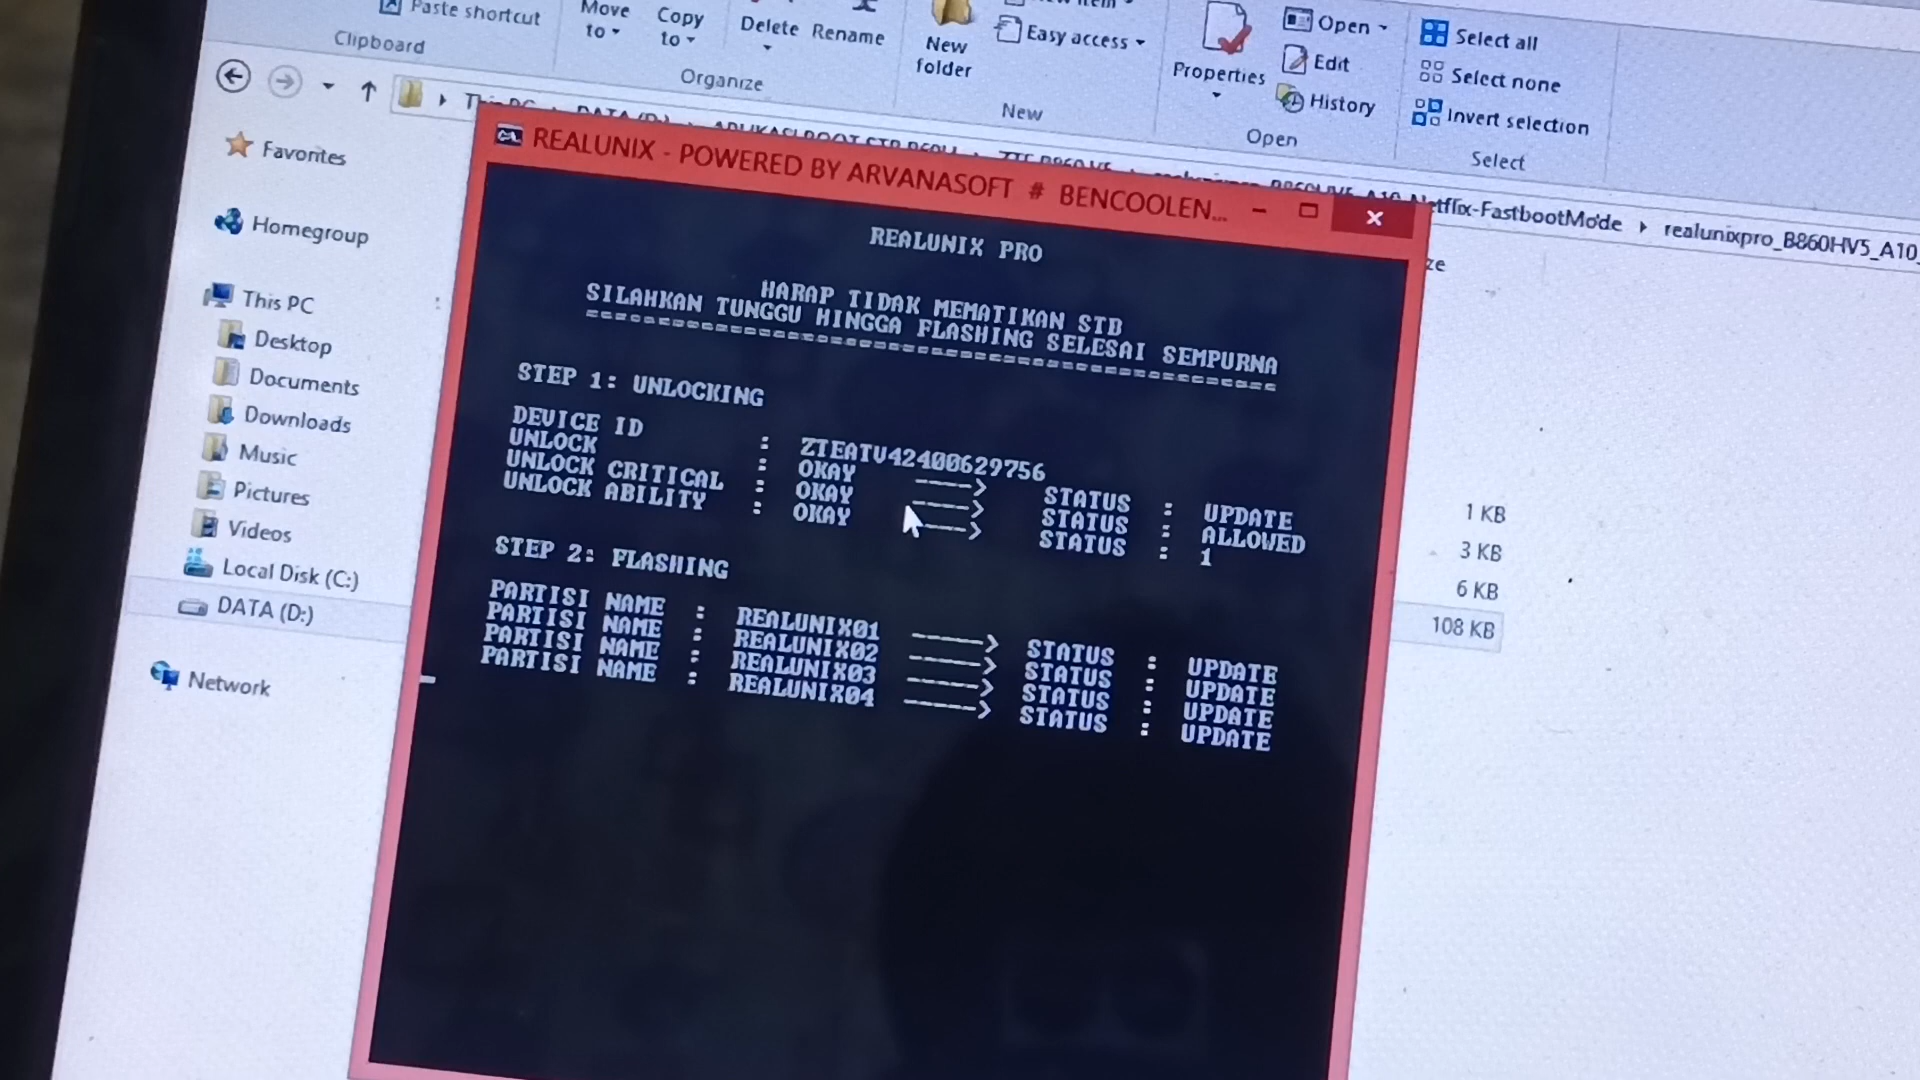 Paste shortcut
Clipboard
Move to
Copy to
Delete
Rename
Organize
New folder
Easy access
New
Properties
Open
Edit
History
Open
Select all
Select none
Invert selection
Select
Netflix-FastbootMode
realunixpro_B860HV5_A10_
Favorites
Homegroup
This PC
Desktop
Documents
Downloads
Music
Pictures
Videos
Local Disk (C:)
DATA (D:)
Network
REALUNIX - POWERED BY ARVANASOFT # BENCOOLEN...
REALUNIX PRO
HARAP TIDAK MEMATIKAN STB
SILAHKAN TUNGGU HINGGA FLASHING SELESAI SEMPURNA
================================================
STEP 1: UNLOCKING
DEVICE ID : ZTEATV42400629756
UNLOCK : OKAY ----> STATUS : UPDATE
UNLOCK CRITICAL : OKAY ----> STATUS : ALLOWED
UNLOCK ABILITY : OKAY ----> STATUS : 1
STEP 2: FLASHING
PARTISI NAME : REALUNIX01 -----> STATUS : UPDATE
PARTISI NAME : REALUNIX02 -----> STATUS : UPDATE
PARTISI NAME : REALUNIX03 -----> STATUS : UPDATE
PARTISI NAME : REALUNIX04 -----> STATUS : UPDATE
1 KB
3 KB
6 KB
108 KB